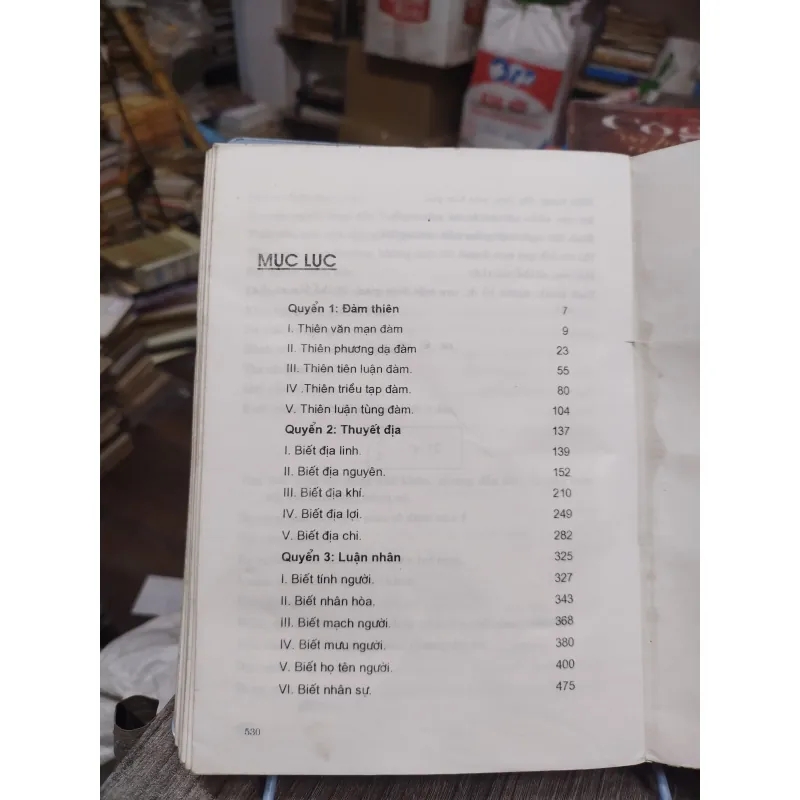 MỤC LỤC
Quyển 1: Đàm thiên 7
I. Thiên văn mạn đàm 9
II. Thiên phương dạ đàm 23
III. Thiên tiên luận đàm. 55
IV .Thiên triều tạp đàm. 80
V. Thiên luận tùng đàm. 104
Quyển 2: Thuyết địa 137
I. Biết địa linh. 139
II. Biết địa nguyên. 152
III. Biết địa khí. 210
IV. Biết địa lợi. 249
V. Biết địa chi. 282
Quyển 3: Luận nhân 325
I. Biết tính người. 327
II. Biết nhân hòa. 343
III. Biết mạch người. 368
IV. Biết mưu người. 380
V. Biết họ tên người. 400
VI. Biết nhân sự. 475
530